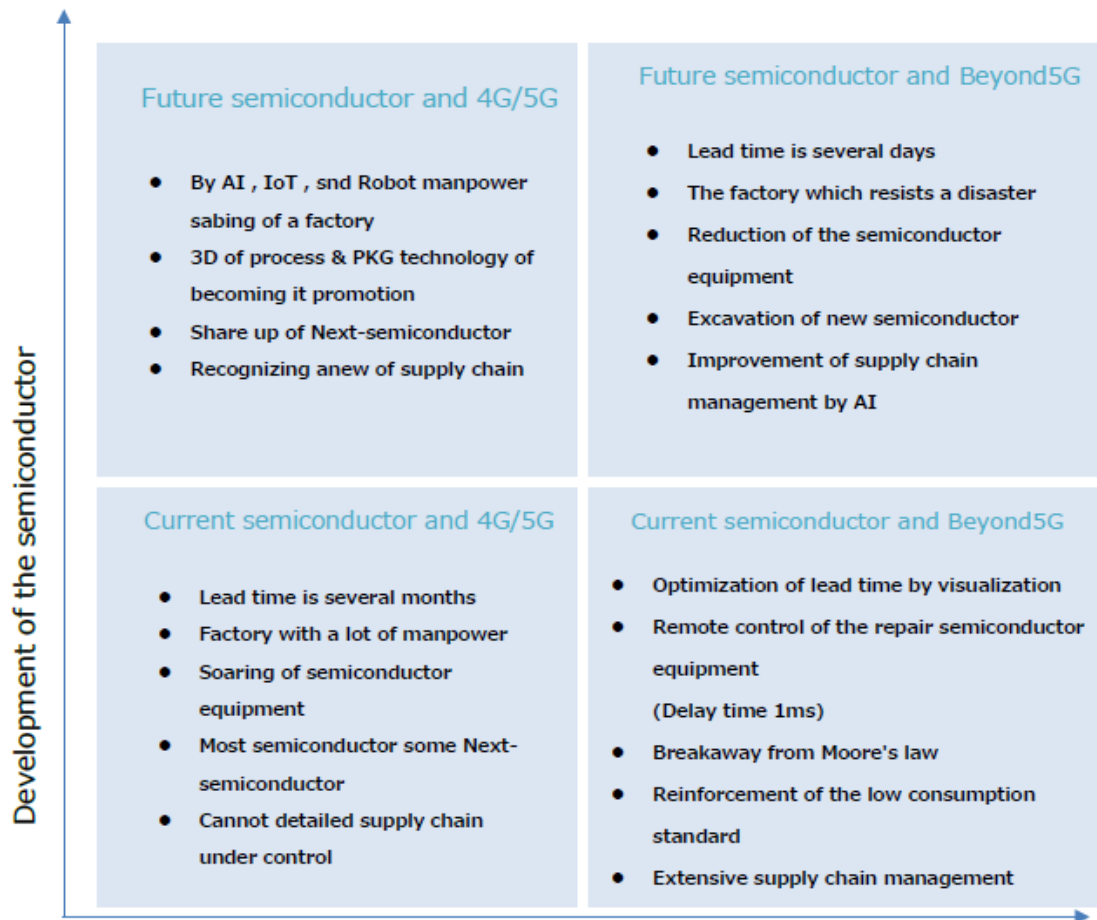 Development of the semiconductor
Future semiconductor and 4G/5G
● By AI , IoT , snd Robot manpower
sabing of a factory
● 3D of process & PKG technology of
becoming it promotion
● Share up of Next-semiconductor
● Recognizing anew of supply chain
Future semiconductor and Beyond5G
● Lead time is several days
● The factory which resists a disaster
● Reduction of the semiconductor
equipment
● Excavation of new semiconductor
● Improvement of supply chain
management by AI
Current semiconductor and 4G/5G
● Lead time is several months
● Factory with a lot of manpower
● Soaring of semiconductor
equipment
● Most semiconductor some Next-
semiconductor
● Cannot detailed supply chain
under control
Current semiconductor and Beyond5G
● Optimization of lead time by visualization
● Remote control of the repair semiconductor
equipment
(Delay time 1ms)
● Breakaway from Moore's law
● Reinforcement of the low consumption
standard
● Extensive supply chain management